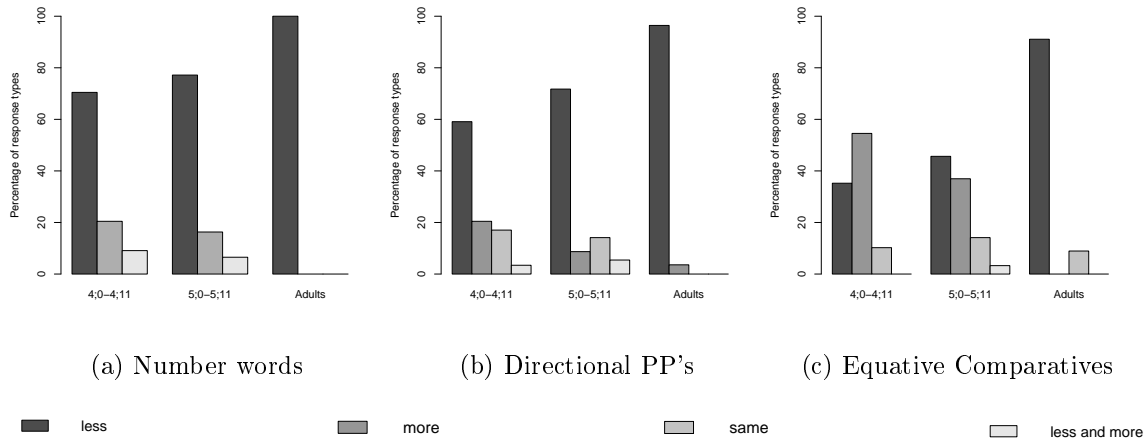 Percentage of response types
0
20
40
60
80
100
4;0−4;11
5;0−5;11
Adults
Percentage of response types
0
20
40
60
80
100
4;0−4;11
5;0−5;11
Adults
Percentage of response types
0
20
40
60
80
100
4;0−4;11
5;0−5;11
Adults
(a) Number words
(b) Directional PP's
(c) Equative Comparatives
less
more
same
less and more